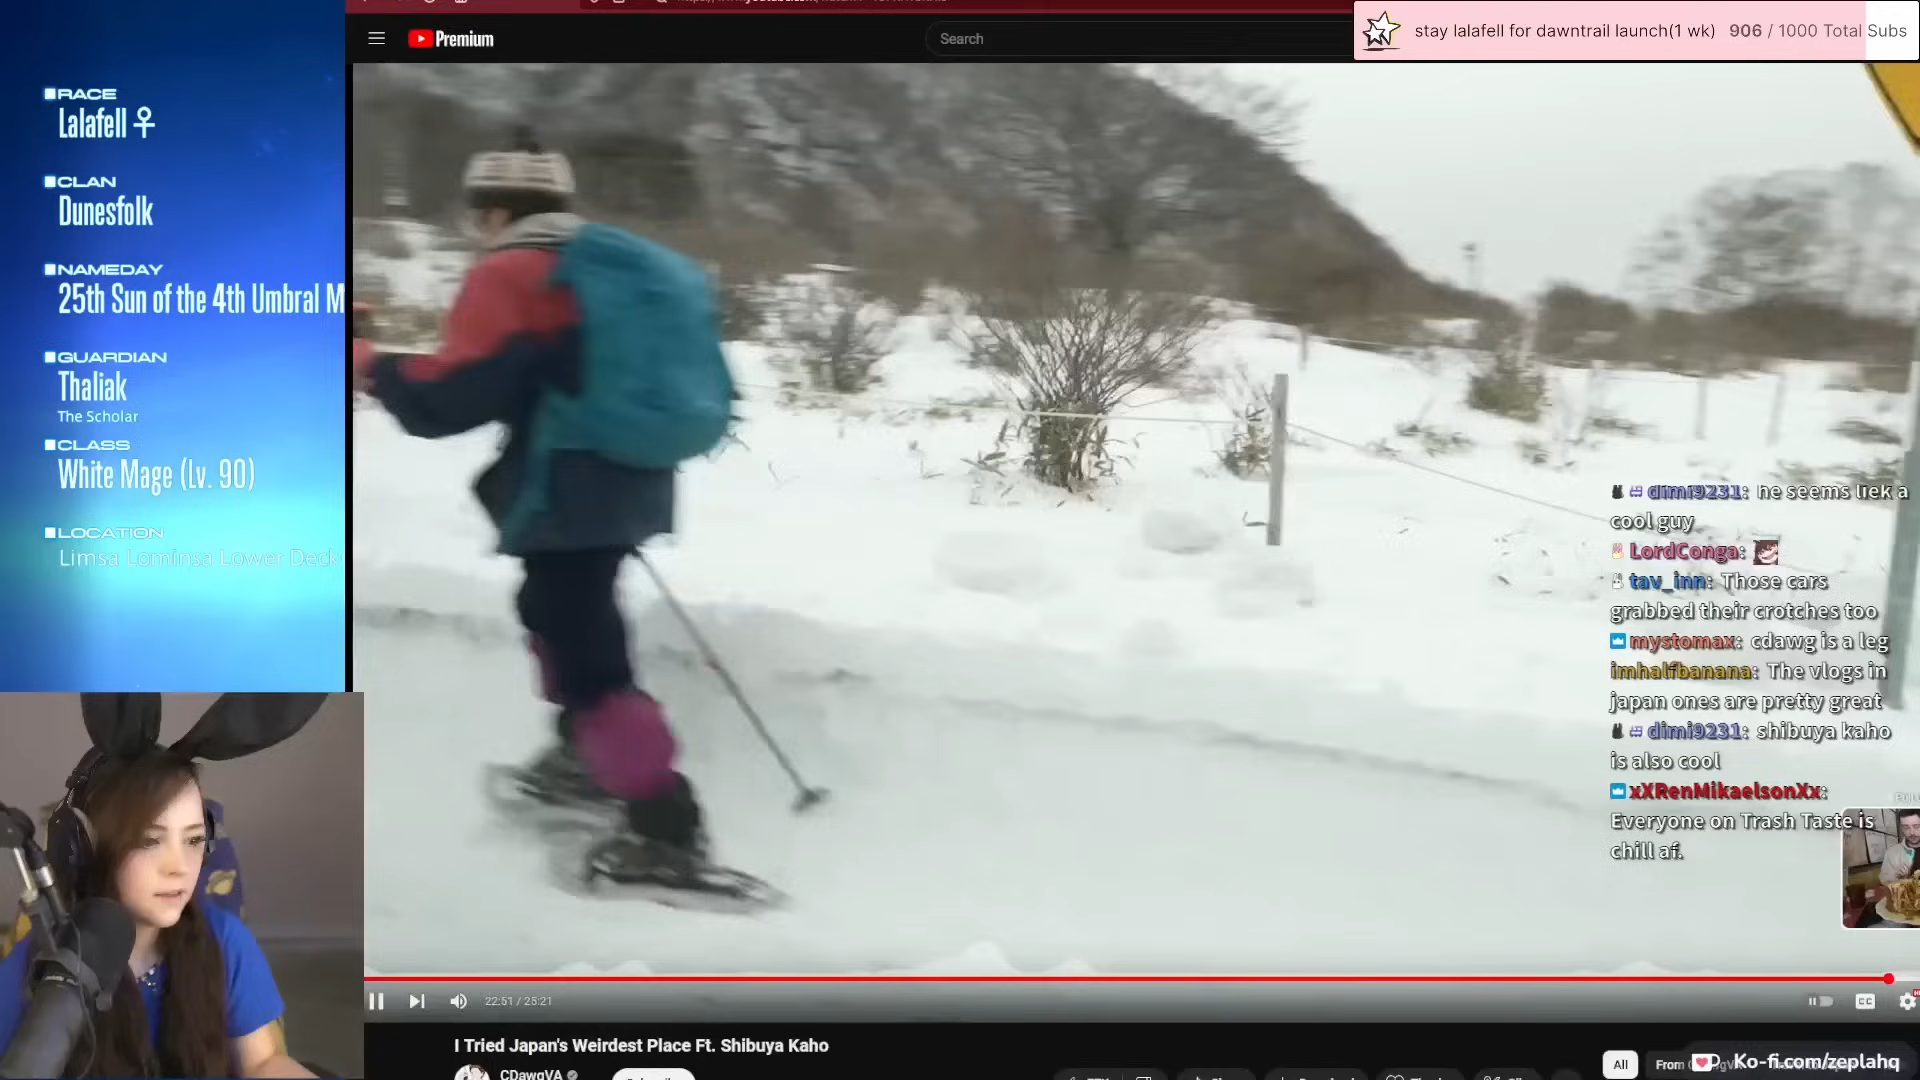 RACE
Lalafell ♀
CLAN
Dunesfolk
NAMEDAY
25th Sun of the 4th Umbral M
GUARDIAN
Thaliak
The Scholar
CLASS
White Mage (Lv. 90)
LOCATION
Limsa Lominsa Lower Deck
Premium
Search
stay lalafell for dawntrail launch(1 wk) 906 / 1000 Total Subs
dimi9231: he seems liek a
cool guy
LordConga:
tav_inn: Those cars
grabbed their crotches too
mystomax: cdawg is a leg
imhalfbanana: The vlogs in
japan ones are pretty great
dimi9231: shibuya kaho
is also cool
xXRenMikaelsonXx:
Everyone on Trash Taste is
chill af.
22:51 / 25:21
CC
I Tried Japan's Weirdest Place Ft. Shibuya Kaho
CDawgVA
All
From
Ko-fi.com/zeplahq